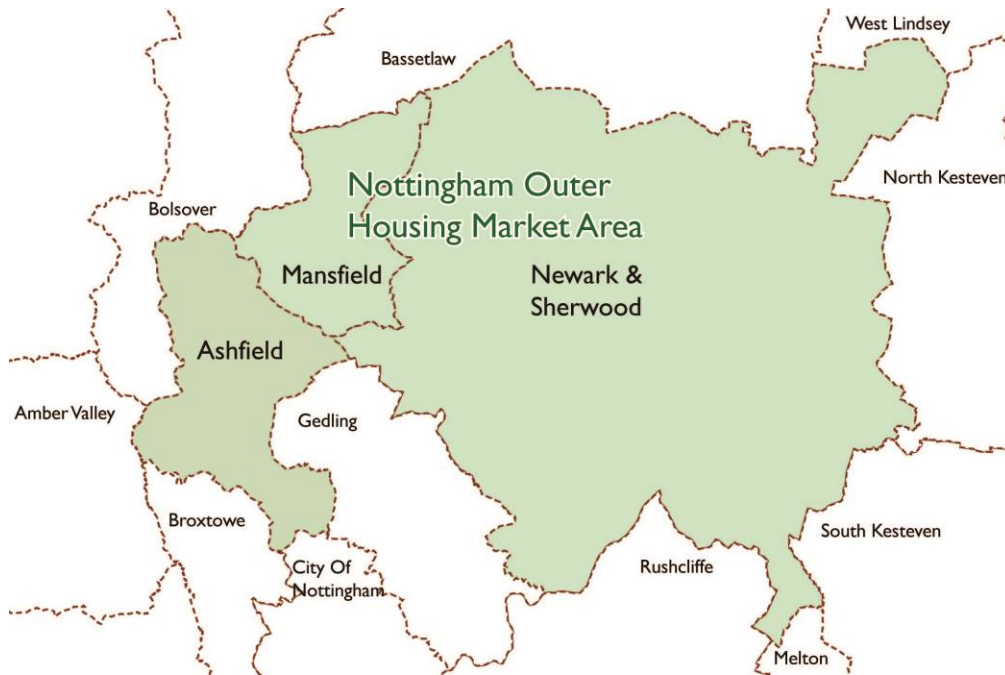 West Lindsey
Bassetlaw
Nottingham Outer
Housing Market Area
North Kesteven
Bolsover
Mansfield
Newark &
Sherwood
Ashfield
Amber Valley
Gedling
Broxtowe
South Kesteven
City Of
Nottingham
Rushcliffe
Melton